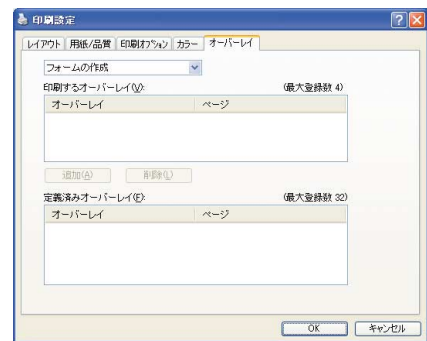 印刷設定
レイアウト 用紙/品質 印刷オプション カラー オーバーレイ
フォームの作成
印刷するオーバーレイ(V): (最大登録数 4)
オーバーレイ ページ
追加(A) 削除(L)
定義済みオーバーレイ(F): (最大登録数 32)
オーバーレイ ページ
OK キャンセル